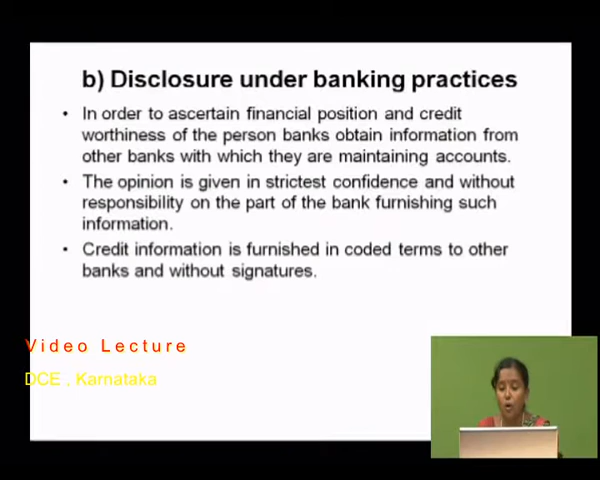 b) Disclosure under banking practices
• In order to ascertain financial position and credit
worthiness of the person banks obtain information from
other banks with which they are maintaining accounts.
• The opinion is given in strictest confidence and without
responsibility on the part of the bank furnishing such
information.
• Credit information is furnished in coded terms to other
banks and without signatures.
Video Lecture
DCE , Karnataka